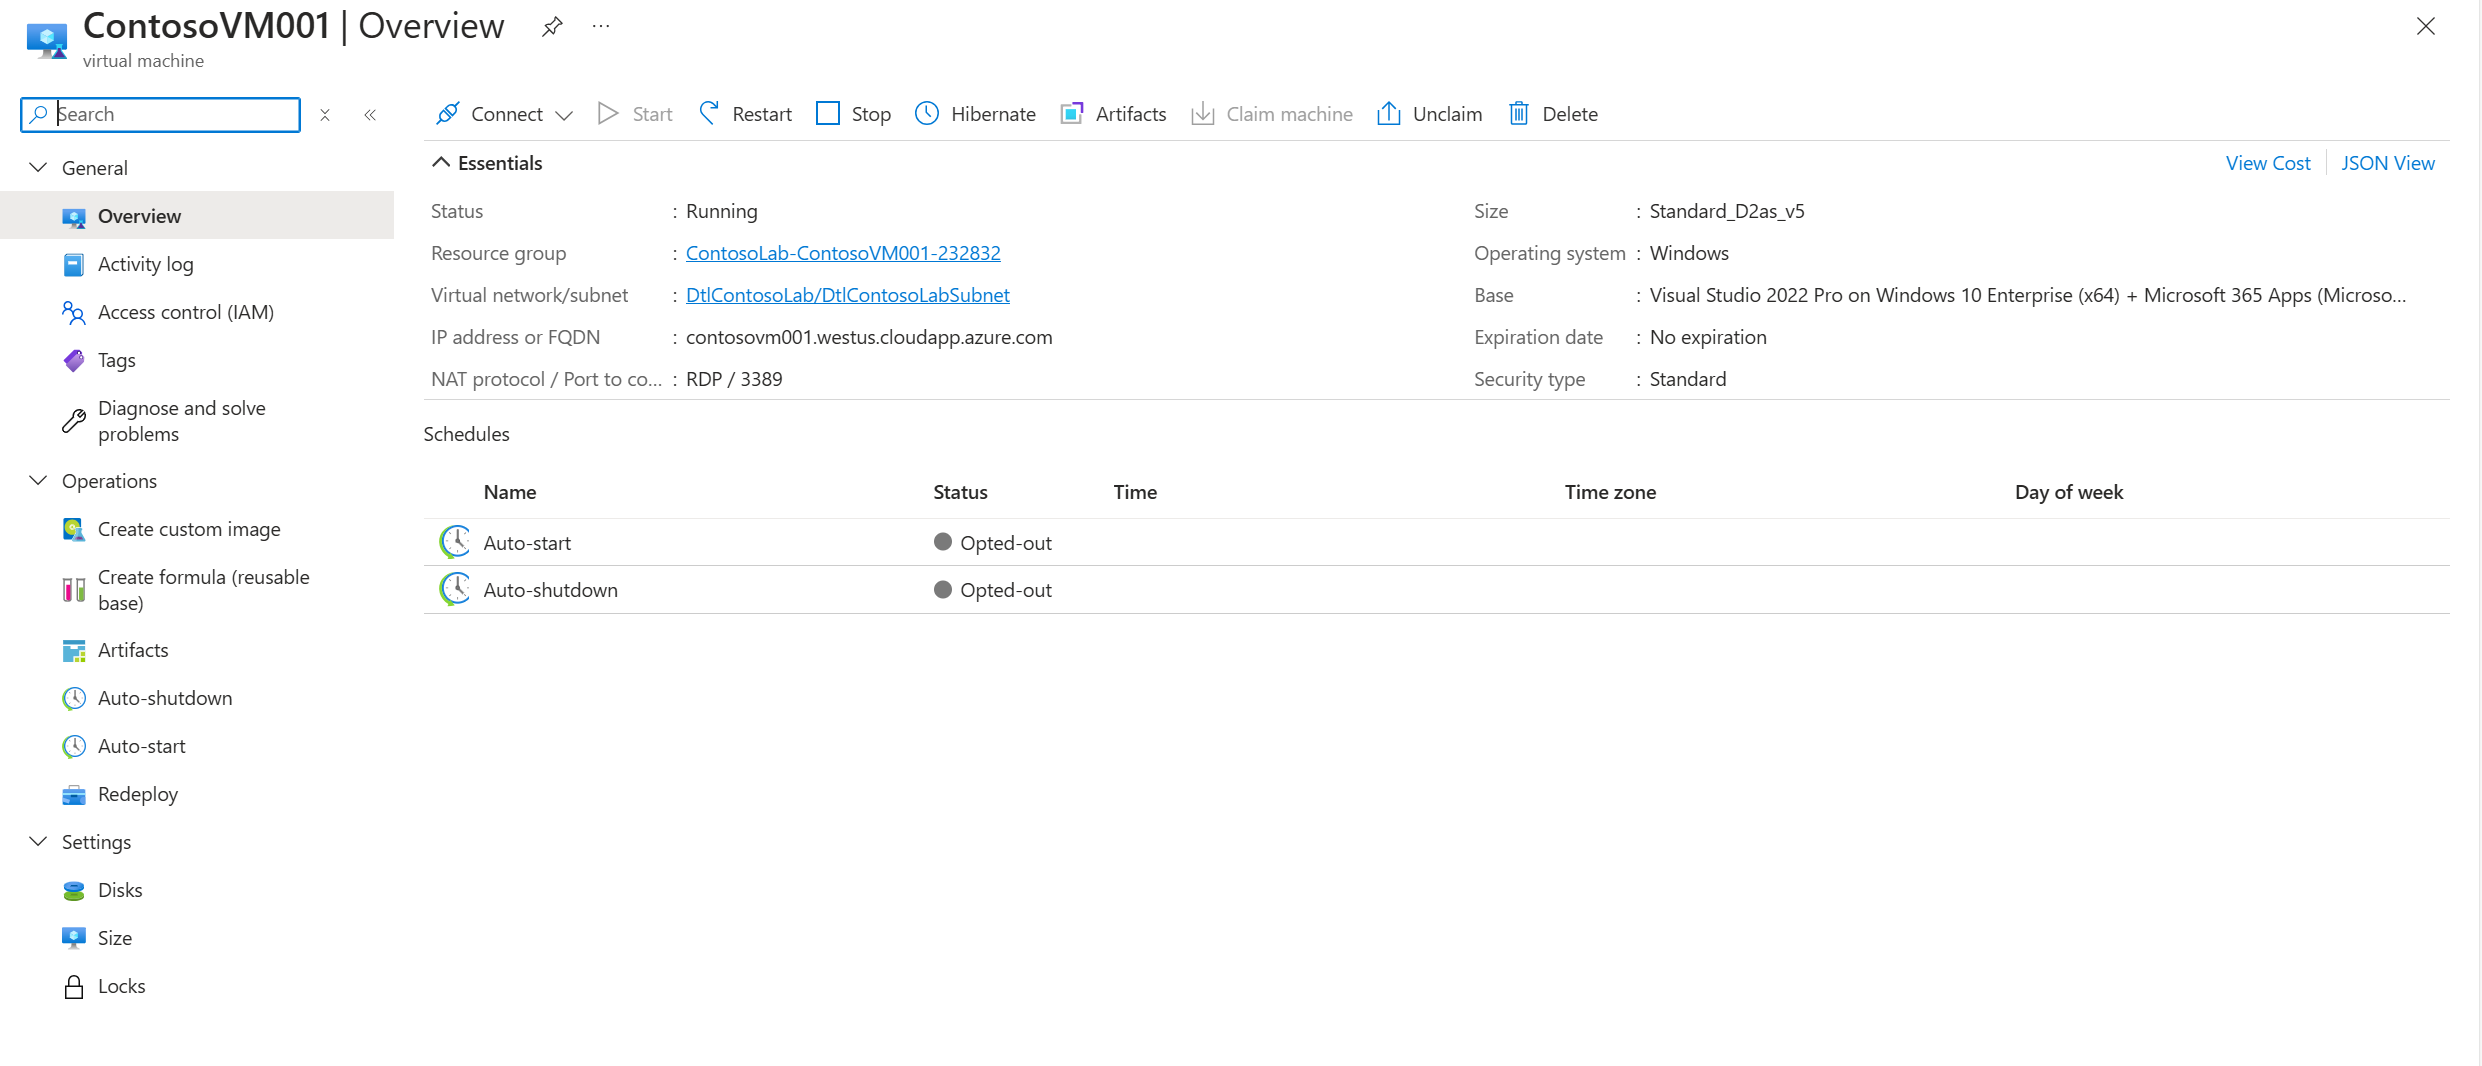 ContosoVM001 | Overview
virtual machine
Search
Connect Start Restart Stop Hibernate Artifacts Claim machine Unclaim Delete
General
Overview
Activity log
Access control (IAM)
Tags
Diagnose and solve
problems
Operations
Create custom image
Create formula (reusable
base)
Artifacts
Auto-shutdown
Auto-start
Redeploy
Settings
Disks
Size
Locks
Essentials
View Cost JSON View
Status : Running
Resource group : ContosoLab-ContosoVM001-232832
Virtual network/subnet : DtlContosoLab/DtlContosoLabSubnet
IP address or FQDN : contosovm001.westus.cloudapp.azure.com
NAT protocol / Port to co... : RDP / 3389
Size : Standard_D2as_v5
Operating system : Windows
Base : Visual Studio 2022 Pro on Windows 10 Enterprise (x64) + Microsoft 365 Apps (Microso...
Expiration date : No expiration
Security type : Standard
Schedules
Name Status Time Time zone Day of week
Auto-start Opted-out
Auto-shutdown Opted-out